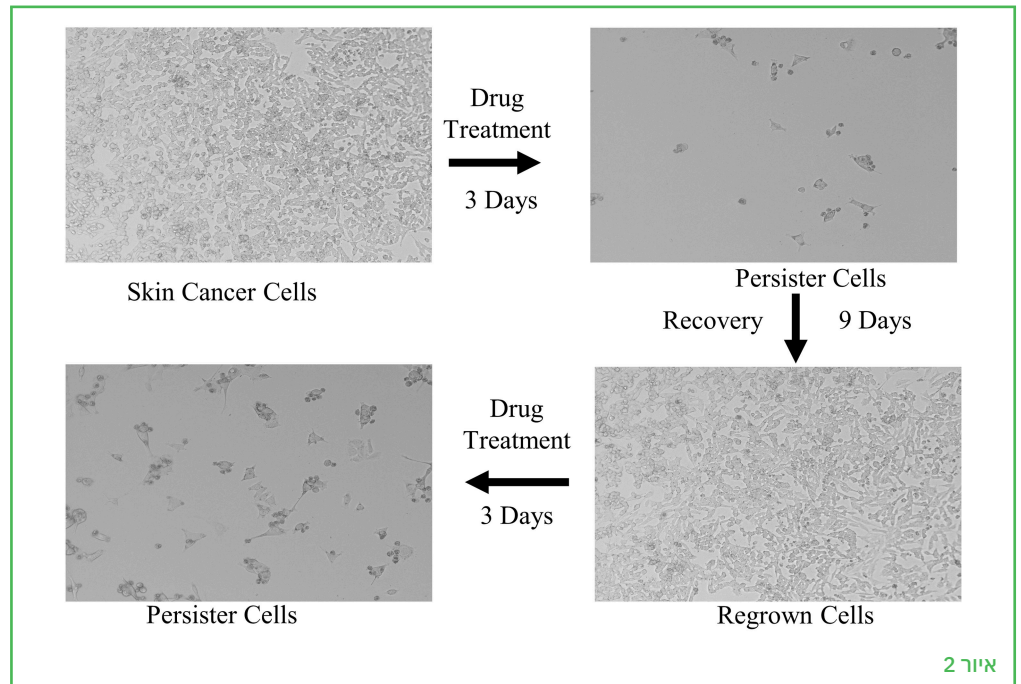 Drug
Treatment
3 Days
Skin Cancer Cells
Persister Cells
Recovery
9 Days
Drug
Treatment
3 Days
Persister Cells
Regrown Cells
איור 2